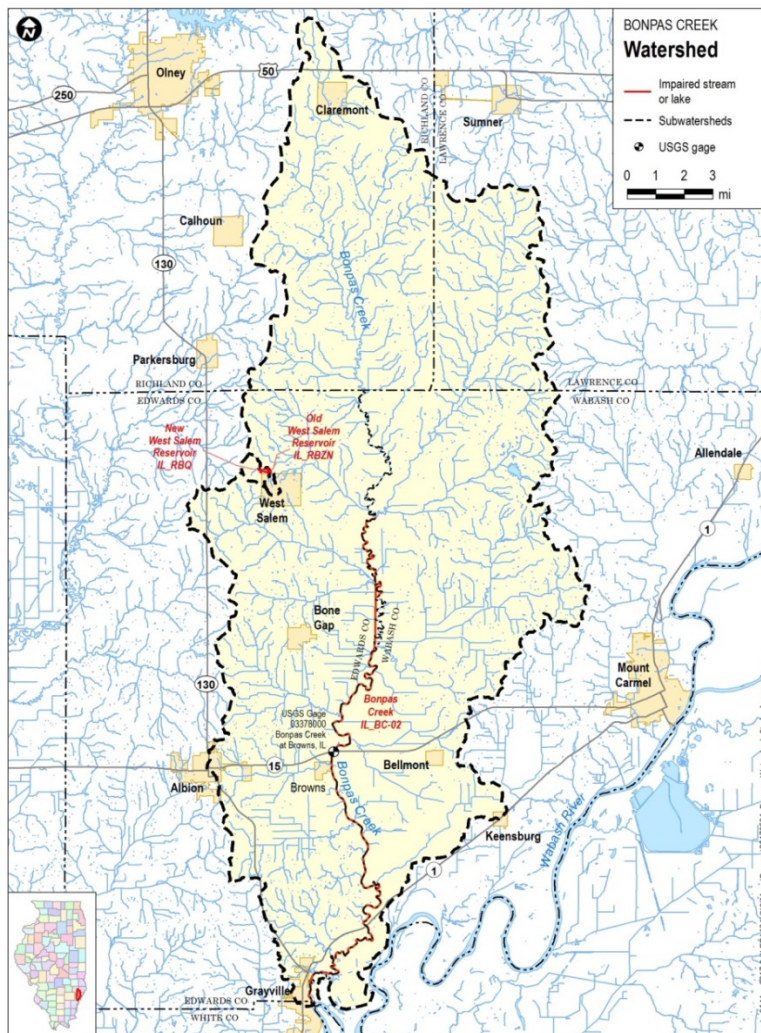 BONPAS CREEK
Watershed
Impaired stream
or lake
Subwatersheds
USGS gage
0 1 2 3
mi
N
Olney
50
250
Claremont
Sumner
RICHLAND CO
LAWRENCE CO
Calhoun
130
Bonpas Creek
Parkersburg
RICHLAND CO
EDWARDS CO
LAWRENCE CO
WABASH CO
New
West Salem
Reservoir
IL_RBQ
Old
West Salem
Reservoir
IL_RBZN
West
Salem
Allendale
1
Bone
Gap
EDWARDS CO
WABASH CO
Mount
Carmel
130
Bonpas
Creek
IL_BC-02
USGS Gage
03378000
Bonpas Creek
at Browns, IL
15
Albion
Browns
Bellmont
Bonpas Creek
Keensburg
Wabash River
1
Grayville
EDWARDS CO
WHITE CO